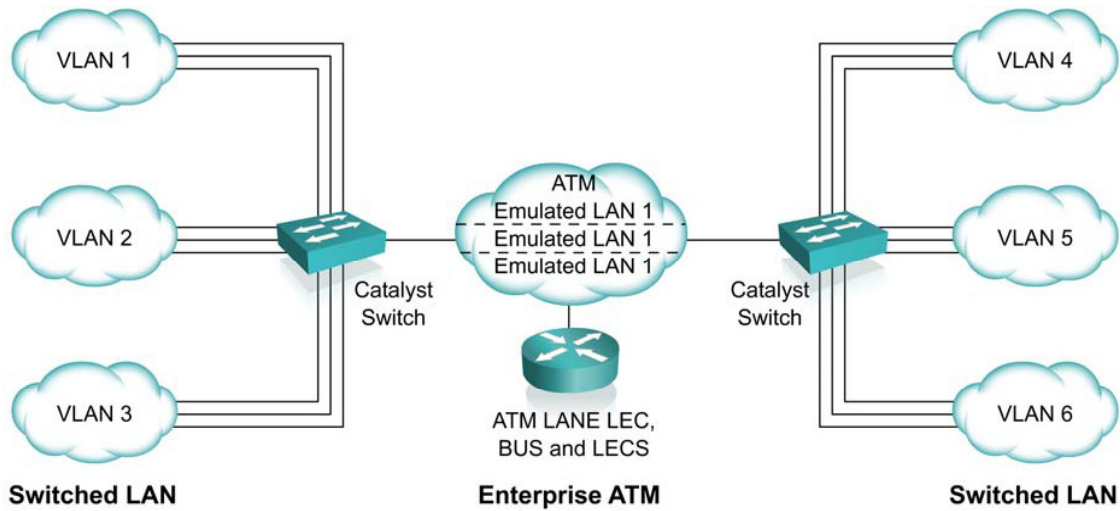 VLAN 1
VLAN 2
VLAN 3
Catalyst
Switch
Switched LAN
ATM
Emulated LAN 1
Emulated LAN 1
Emulated LAN 1
ATM LANE LEC,
BUS and LECS
Enterprise ATM
Catalyst
Switch
VLAN 4
VLAN 5
VLAN 6
Switched LAN